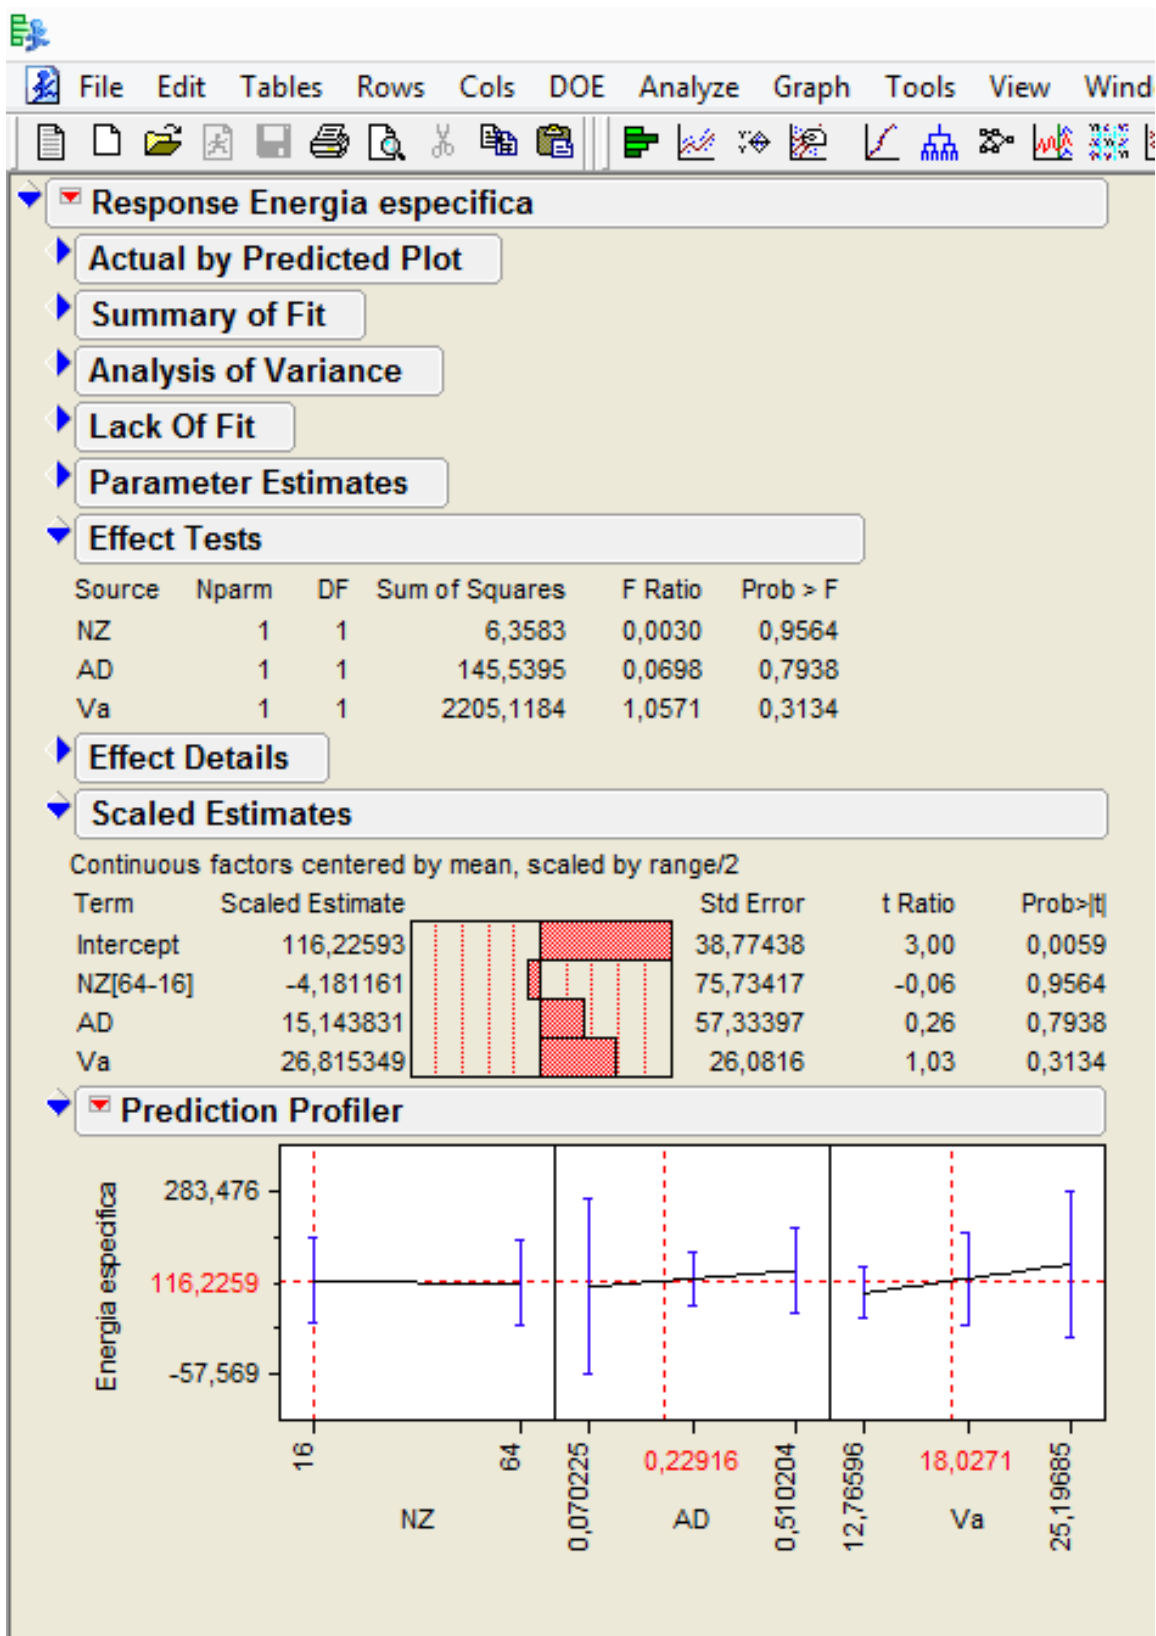 File Edit Tables Rows Cols DOE Analyze Graph Tools View Wind
Response Energia especifica
Actual by Predicted Plot
Summary of Fit
Analysis of Variance
Lack Of Fit
Parameter Estimates
Effect Tests
Source Nparm DF Sum of Squares F Ratio Prob > F
NZ 1 1 6,3583 0,0030 0,9564
AD 1 1 145,5395 0,0698 0,7938
Va 1 1 2205,1184 1,0571 0,3134
Effect Details
Scaled Estimates
Continuous factors centered by mean, scaled by range/2
Term Scaled Estimate Std Error t Ratio Prob>|t|
Intercept 116,22593 38,77438 3,00 0,0059
NZ[64-16] -4,181161 75,73417 -0,06 0,9564
AD 15,143831 57,33397 0,26 0,7938
Va 26,815349 26,0816 1,03 0,3134
Prediction Profiler
Energia especifica
283,476
116,2259
-57,569
16 64 0,070225 0,22916 0,510204 12,76596 18,0271 25,19685
NZ AD Va